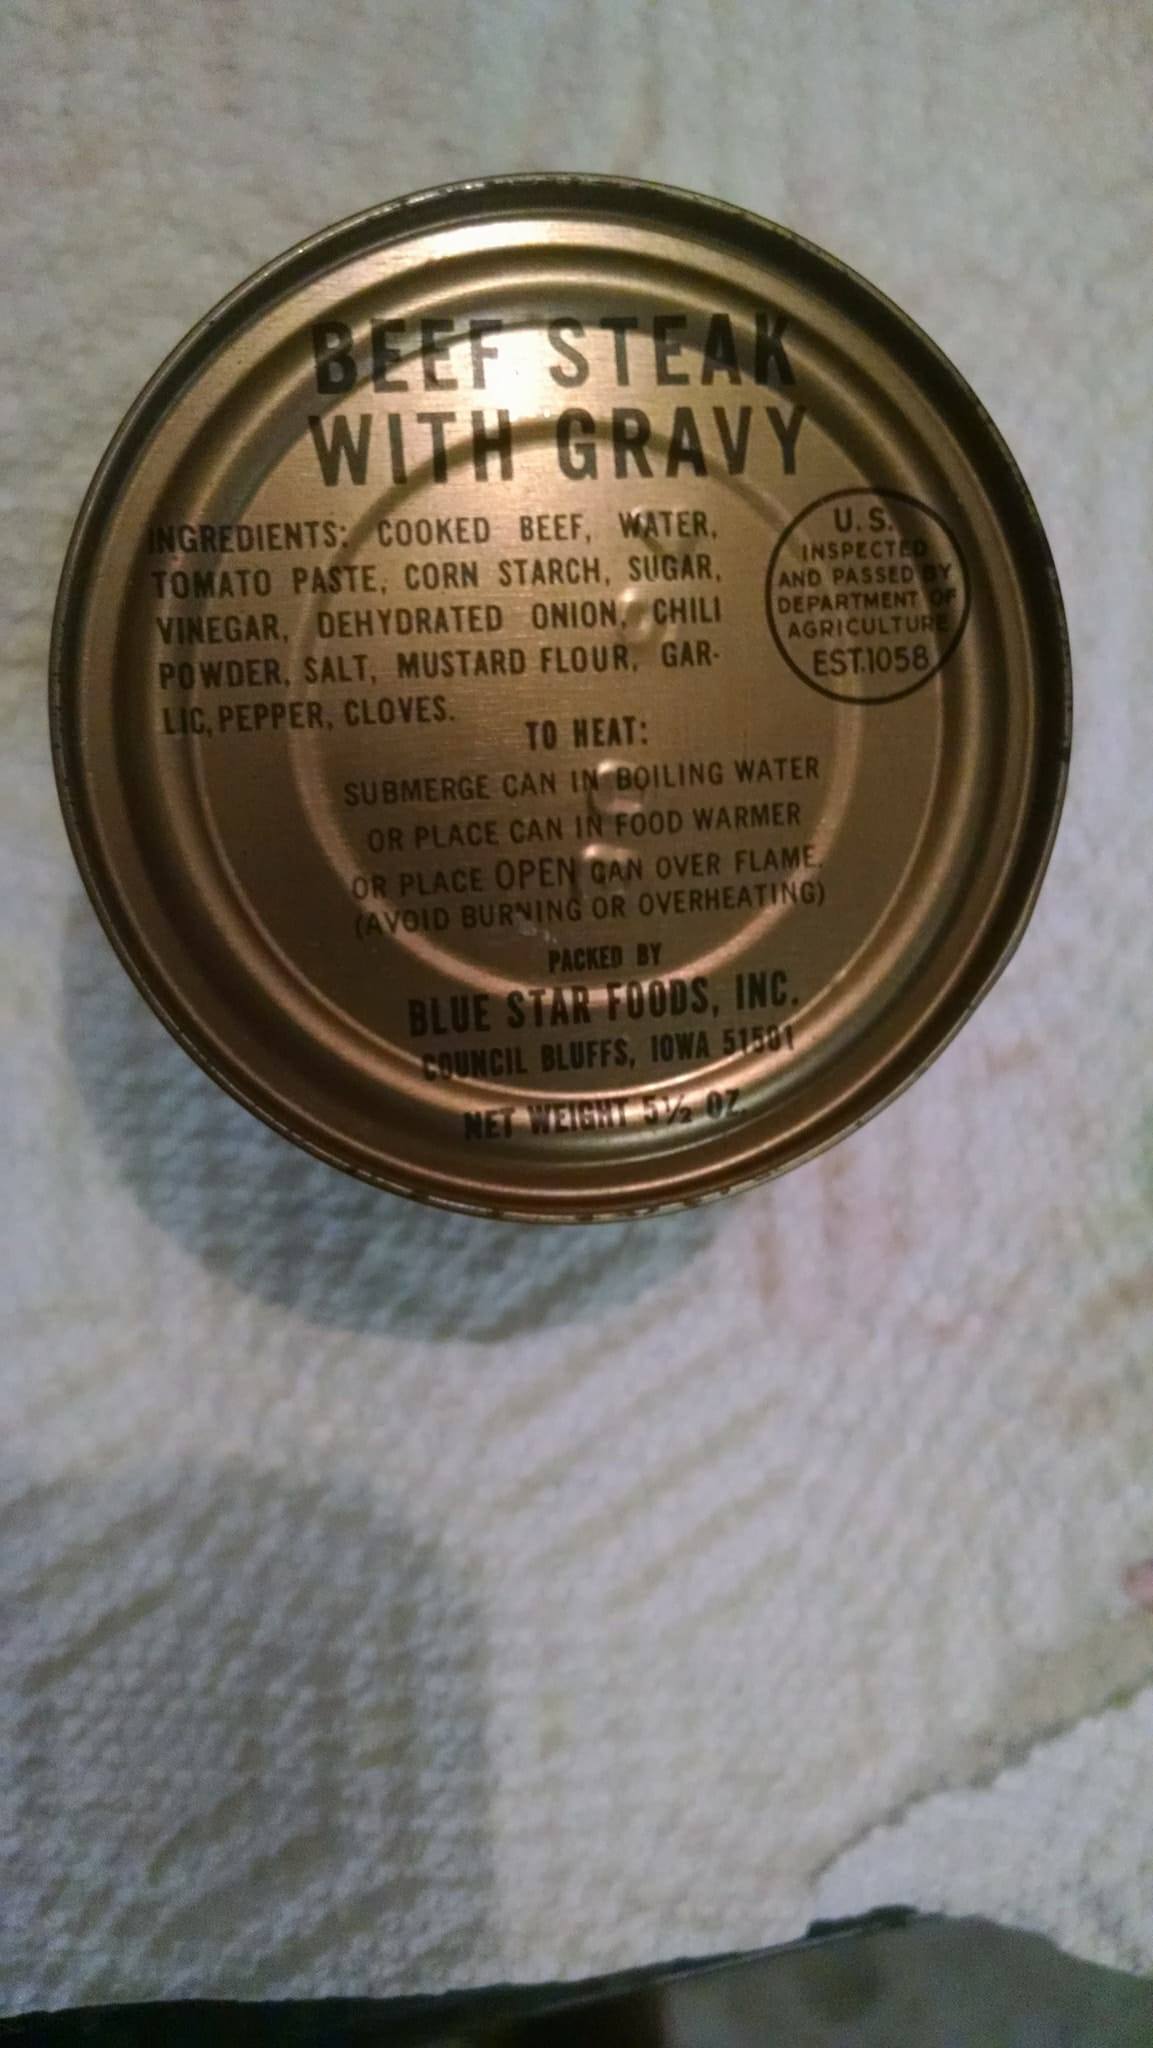 BEEF STEAK
WITH GRAVY
INGREDIENTS: COOKED BEEF, WATER,
TOMATO PASTE, CORN STARCH, SUGAR,
VINEGAR, DEHYDRATED ONION, CHILI
POWDER, SALT, MUSTARD FLOUR, GAR-
LIC, PEPPER, CLOVES.
U.S.
INSPECTED
AND PASSED BY
DEPARTMENT OF
AGRICULTURE
EST.1058
TO HEAT:
SUBMERGE CAN IN BOILING WATER
OR PLACE CAN IN FOOD WARMER
OR PLACE OPEN CAN OVER FLAME.
(AVOID BURNING OR OVERHEATING)
PACKED BY
BLUE STAR FOODS, INC.
COUNCIL BLUFFS, IOWA 51501
NET WEIGHT 5½ OZ.